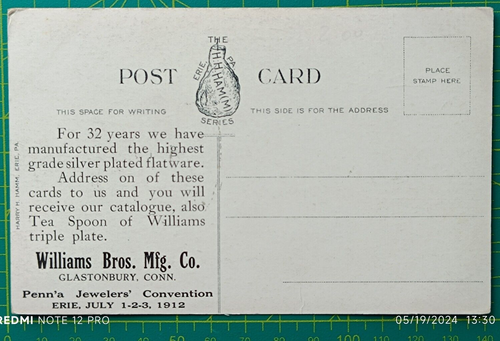 THE
ERIE, PA
H.H. HAMM
SERIES
POST CARD
PLACE
STAMP HERE
THIS SPACE FOR WRITING
THIS SIDE IS FOR THE ADDRESS
For 32 years we have
manufactured the highest
grade silver plated flatware.
Address on of these
cards to us and you will
receive our catalogue, also
Tea Spoon of Williams
triple plate.
Williams Bros. Mfg. Co.
GLASTONBURY, CONN.
Penn'a Jewelers' Convention
ERIE, JULY 1-2-3, 1912
HARRY H. HAMM, ERIE, PA.
REDMI NOTE 12 PRO
05/19/2024 13:30